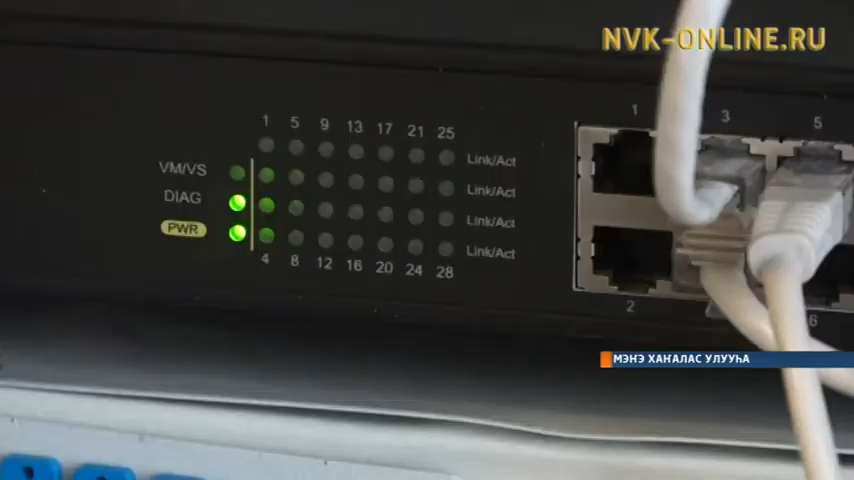 NVK-ONLINE.RU
1 5 9 13 17 21 25
VM/VS
DIAG
PWR
Link/Act
Link/Act
Link/Act
Link/Act
4 8 12 16 20 24 28
1 3 5
2 6
МЭНЭ ХАҤАЛАС УЛУУҺА